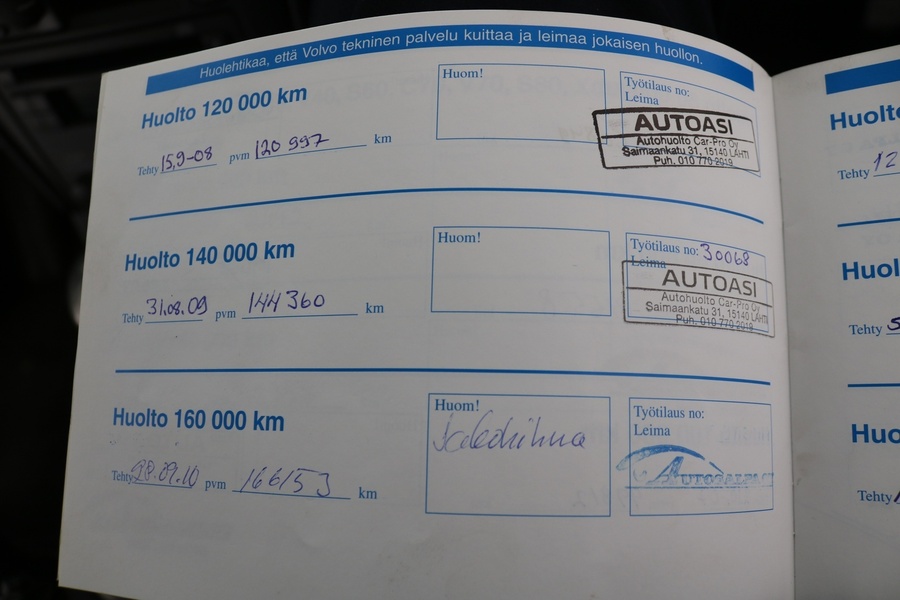 Huolehtikaa, että Volvo tekninen palvelu kuittaa ja leimaa jokaisen huollon.
Huolto 120 000 km
Tehty 15.9-08 pvm 120 997 km
Huom!
Työtilaus no:
Leima
AUTOASI
Autohuolto Car-Pro Oy
Saimaankatu 31, 15140 LAHTI
Puh. 010 770 2019
Huolto 140 000 km
Tehty 31.08.09 pvm 144360 km
Huom!
Työtilaus no: 30068
Leima
AUTOASI
Autohuolto Car-Pro Oy
Saimaankatu 31, 15140 LAHTI
Puh. 010 770 2019
Huolto 160 000 km
Tehty 28.09.10 pvm 166153 km
Huom!
Jakohihna
Työtilaus no:
Leima
Huolto
Tehty 12
Tehty
Tehty